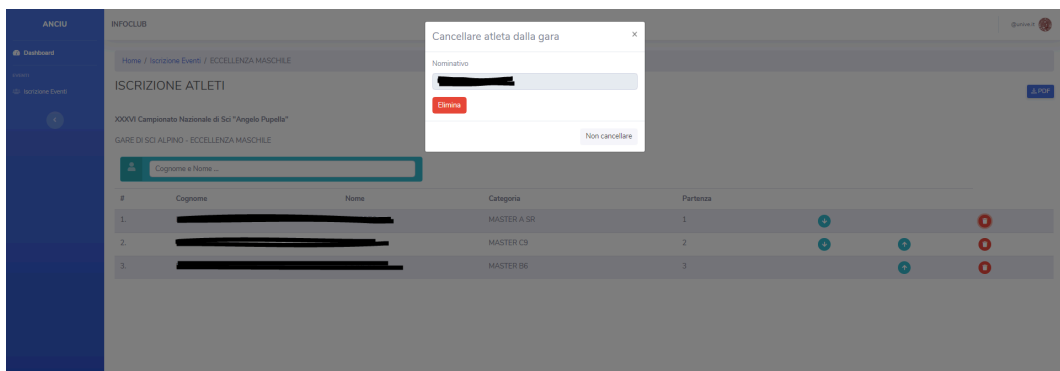 ANCIU
INFOCLUB
Dashboard
Iscrizione Eventi
Home / Iscrizione Eventi / ECCELLENZA MASCHILE
ISCRIZIONE ATLETI
PDF
XXXVI Campionato Nazionale di Sci "Angelo Pupella"
GARE DI SCI ALPINO - ECCELLENZA MASCHILE
Cognome e Nome ...
Cancellare atleta dalla gara ×
Nominativo
Elimina
Non cancellare
# Cognome Nome Categoria Partenza
1. MASTER A SR 1
2. MASTER C9 2
3. MASTER B6 3